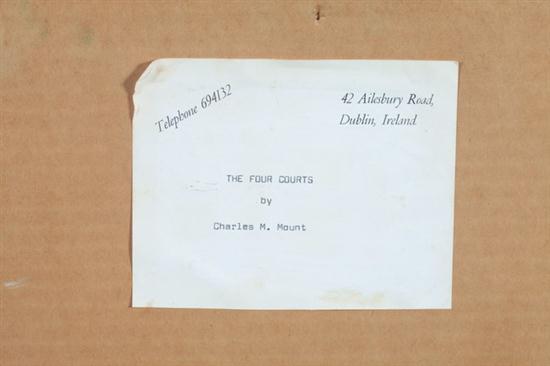 Telephone 694132
42 Ailesbury Road,
Dublin, Ireland
THE FOUR COURTS
by
Charles M. Mount